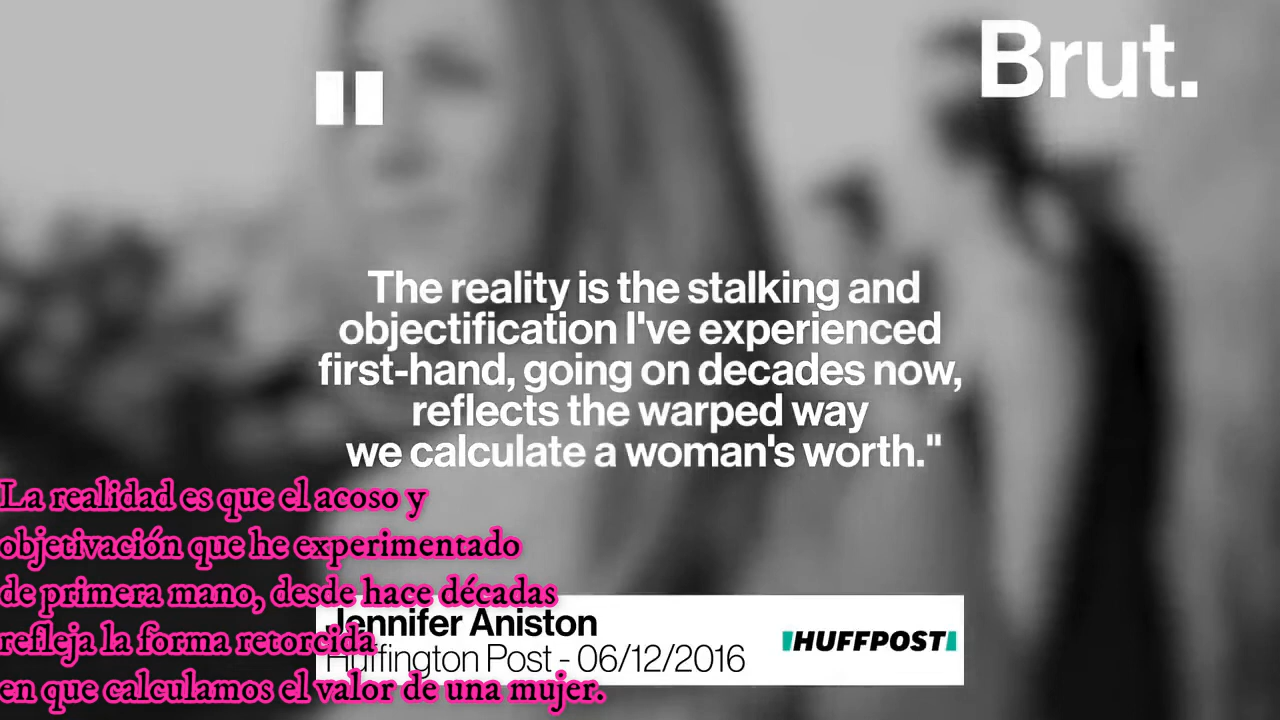 Brut.
"
The reality is the stalking and
objectification I've experienced
first-hand, going on decades now,
reflects the warped way
we calculate a woman's worth."
La realidad es que el acoso y
objetivación que he experimentado
de primera mano, desde hace décadas
refleja la forma retorcida
en que calculamos el valor de una mujer.
Jennifer Aniston
Huffington Post - 06/12/2016
HUFFPOST